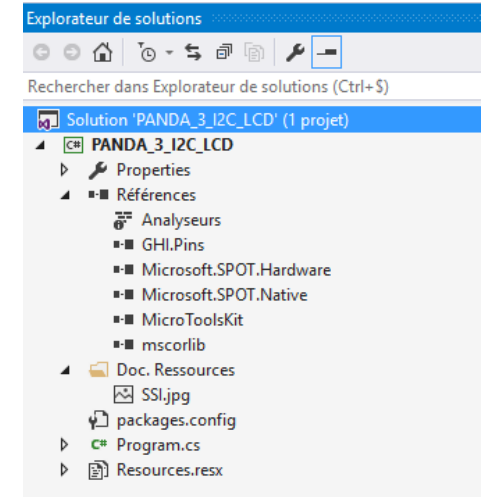 Explorateur de solutions
Rechercher dans Explorateur de solutions (Ctrl+$)
Solution 'PANDA_3_I2C_LCD' (1 projet)
C# PANDA_3_I2C_LCD
Properties
Références
Analyseurs
GHI.Pins
Microsoft.SPOT.Hardware
Microsoft.SPOT.Native
MicroToolsKit
mscorlib
Doc. Ressources
SSI.jpg
packages.config
C# Program.cs
Resources.resx